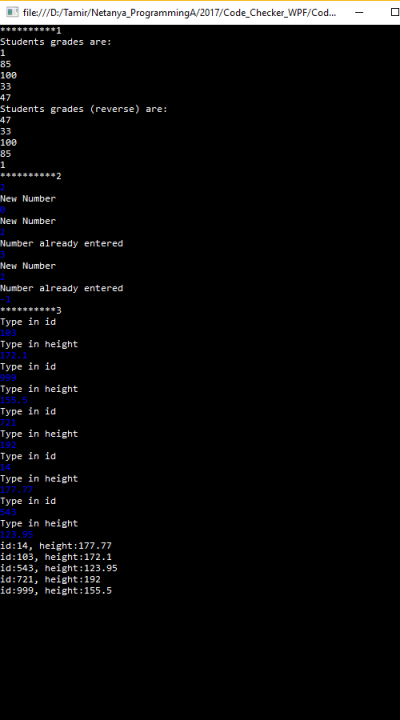 file:///D:/Tamir/Netanya_ProgrammingA/2017/Code_Checker_WPF/Cod...
**********1
Students grades are:
1
85
100
33
47
Students grades (reverse) are:
47
33
100
85
1
**********2
New Number
0
New Number
2
Number already entered
3
New Number
2
Number already entered
-1
**********3
Type in id
103
Type in height
172.1
Type in id
999
Type in height
155.5
Type in id
721
Type in height
192
Type in id
14
Type in height
177.77
Type in id
543
Type in height
123.95
id:14, height:177.77
id:103, height:172.1
id:543, height:123.95
id:721, height:192
id:999, height:155.5